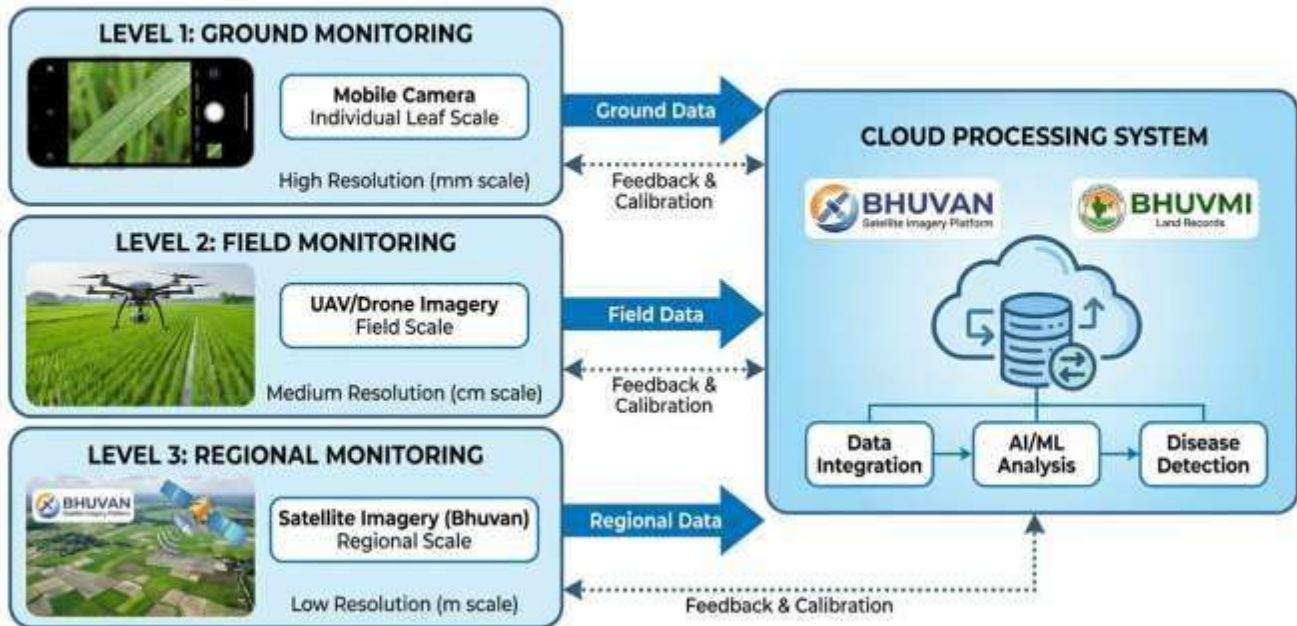 LEVEL 1: GROUND MONITORING
Mobile Camera
Individual Leaf Scale
High Resolution (mm scale)
Ground Data
Feedback &
Calibration
LEVEL 2: FIELD MONITORING
UAV/Drone Imagery
Field Scale
Medium Resolution (cm scale)
Field Data
Feedback &
Calibration
LEVEL 3: REGIONAL MONITORING
BHUVAN
Satellite Imagery Platform
Satellite Imagery (Bhuvan)
Regional Scale
Low Resolution (m scale)
Regional Data
Feedback & Calibration
CLOUD PROCESSING SYSTEM
BHUVAN
Satellite Imagery Platform
BHUVMI
Land Records
Data
Integration
AI/ML
Analysis
Disease
Detection